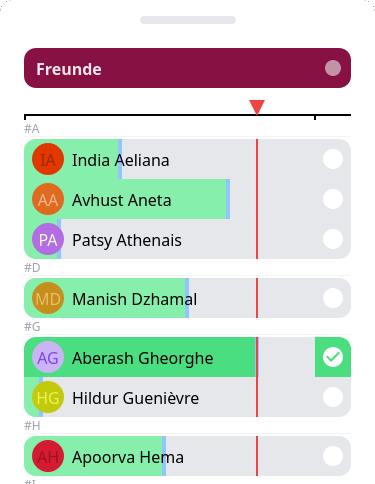 Freunde
#A
IA India Aeliana
AA Avhust Aneta
PA Patsy Athenais
#D
MD Manish Dzhamal
#G
AG Aberash Gheorghe
HG Hildur Guenièvre
#H
AH Apoorva Hema